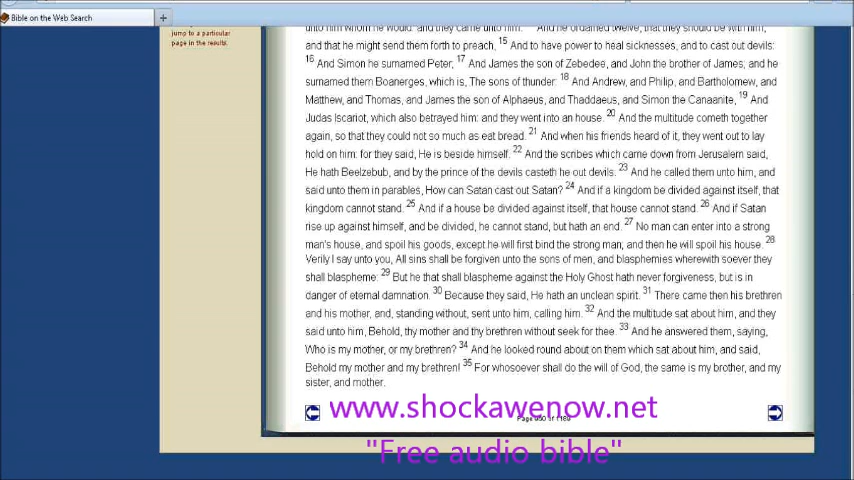 Bible on the Web Search
jump to a particular
page in the results.
unto him whom he would: and they came unto him. And he ordained twelve, that they should be with him,
and that he might send them forth to preach, 15 And to have power to heal sicknesses, and to cast out devils:
16 And Simon he surnamed Peter; 17 And James the son of Zebedee, and John the brother of James; and he
surnamed them Boanerges, which is, The sons of thunder: 18 And Andrew, and Philip, and Bartholomew, and
Matthew, and Thomas, and James the son of Alphaeus, and Thaddaeus, and Simon the Canaanite, 19 And
Judas Iscariot, which also betrayed him: and they went into an house. 20 And the multitude cometh together
again, so that they could not so much as eat bread. 21 And when his friends heard of it, they went out to lay
hold on him: for they said, He is beside himself. 22 And the scribes which came down from Jerusalem said,
He hath Beelzebub, and by the prince of the devils casteth he out devils. 23 And he called them unto him, and
said unto them in parables, How can Satan cast out Satan? 24 And if a kingdom be divided against itself, that
kingdom cannot stand. 25 And if a house be divided against itself, that house cannot stand. 26 And if Satan
rise up against himself, and be divided, he cannot stand, but hath an end. 27 No man can enter into a strong
man's house, and spoil his goods, except he will first bind the strong man; and then he will spoil his house. 28
Verily I say unto you, All sins shall be forgiven unto the sons of men, and blasphemies wherewith soever they
shall blaspheme: 29 But he that shall blaspheme against the Holy Ghost hath never forgiveness, but is in
danger of eternal damnation. 30 Because they said, He hath an unclean spirit. 31 There came then his brethren
and his mother, and, standing without, sent unto him, calling him. 32 And the multitude sat about him, and they
said unto him, Behold, thy mother and thy brethren without seek for thee. 33 And he answered them, saying,
Who is my mother, or my brethren? 34 And he looked round about on them which sat about him, and said,
Behold my mother and my brethren! 35 For whosoever shall do the will of God, the same is my brother, and my
sister, and mother.
www.shockawenow.net
"Free audio bible"